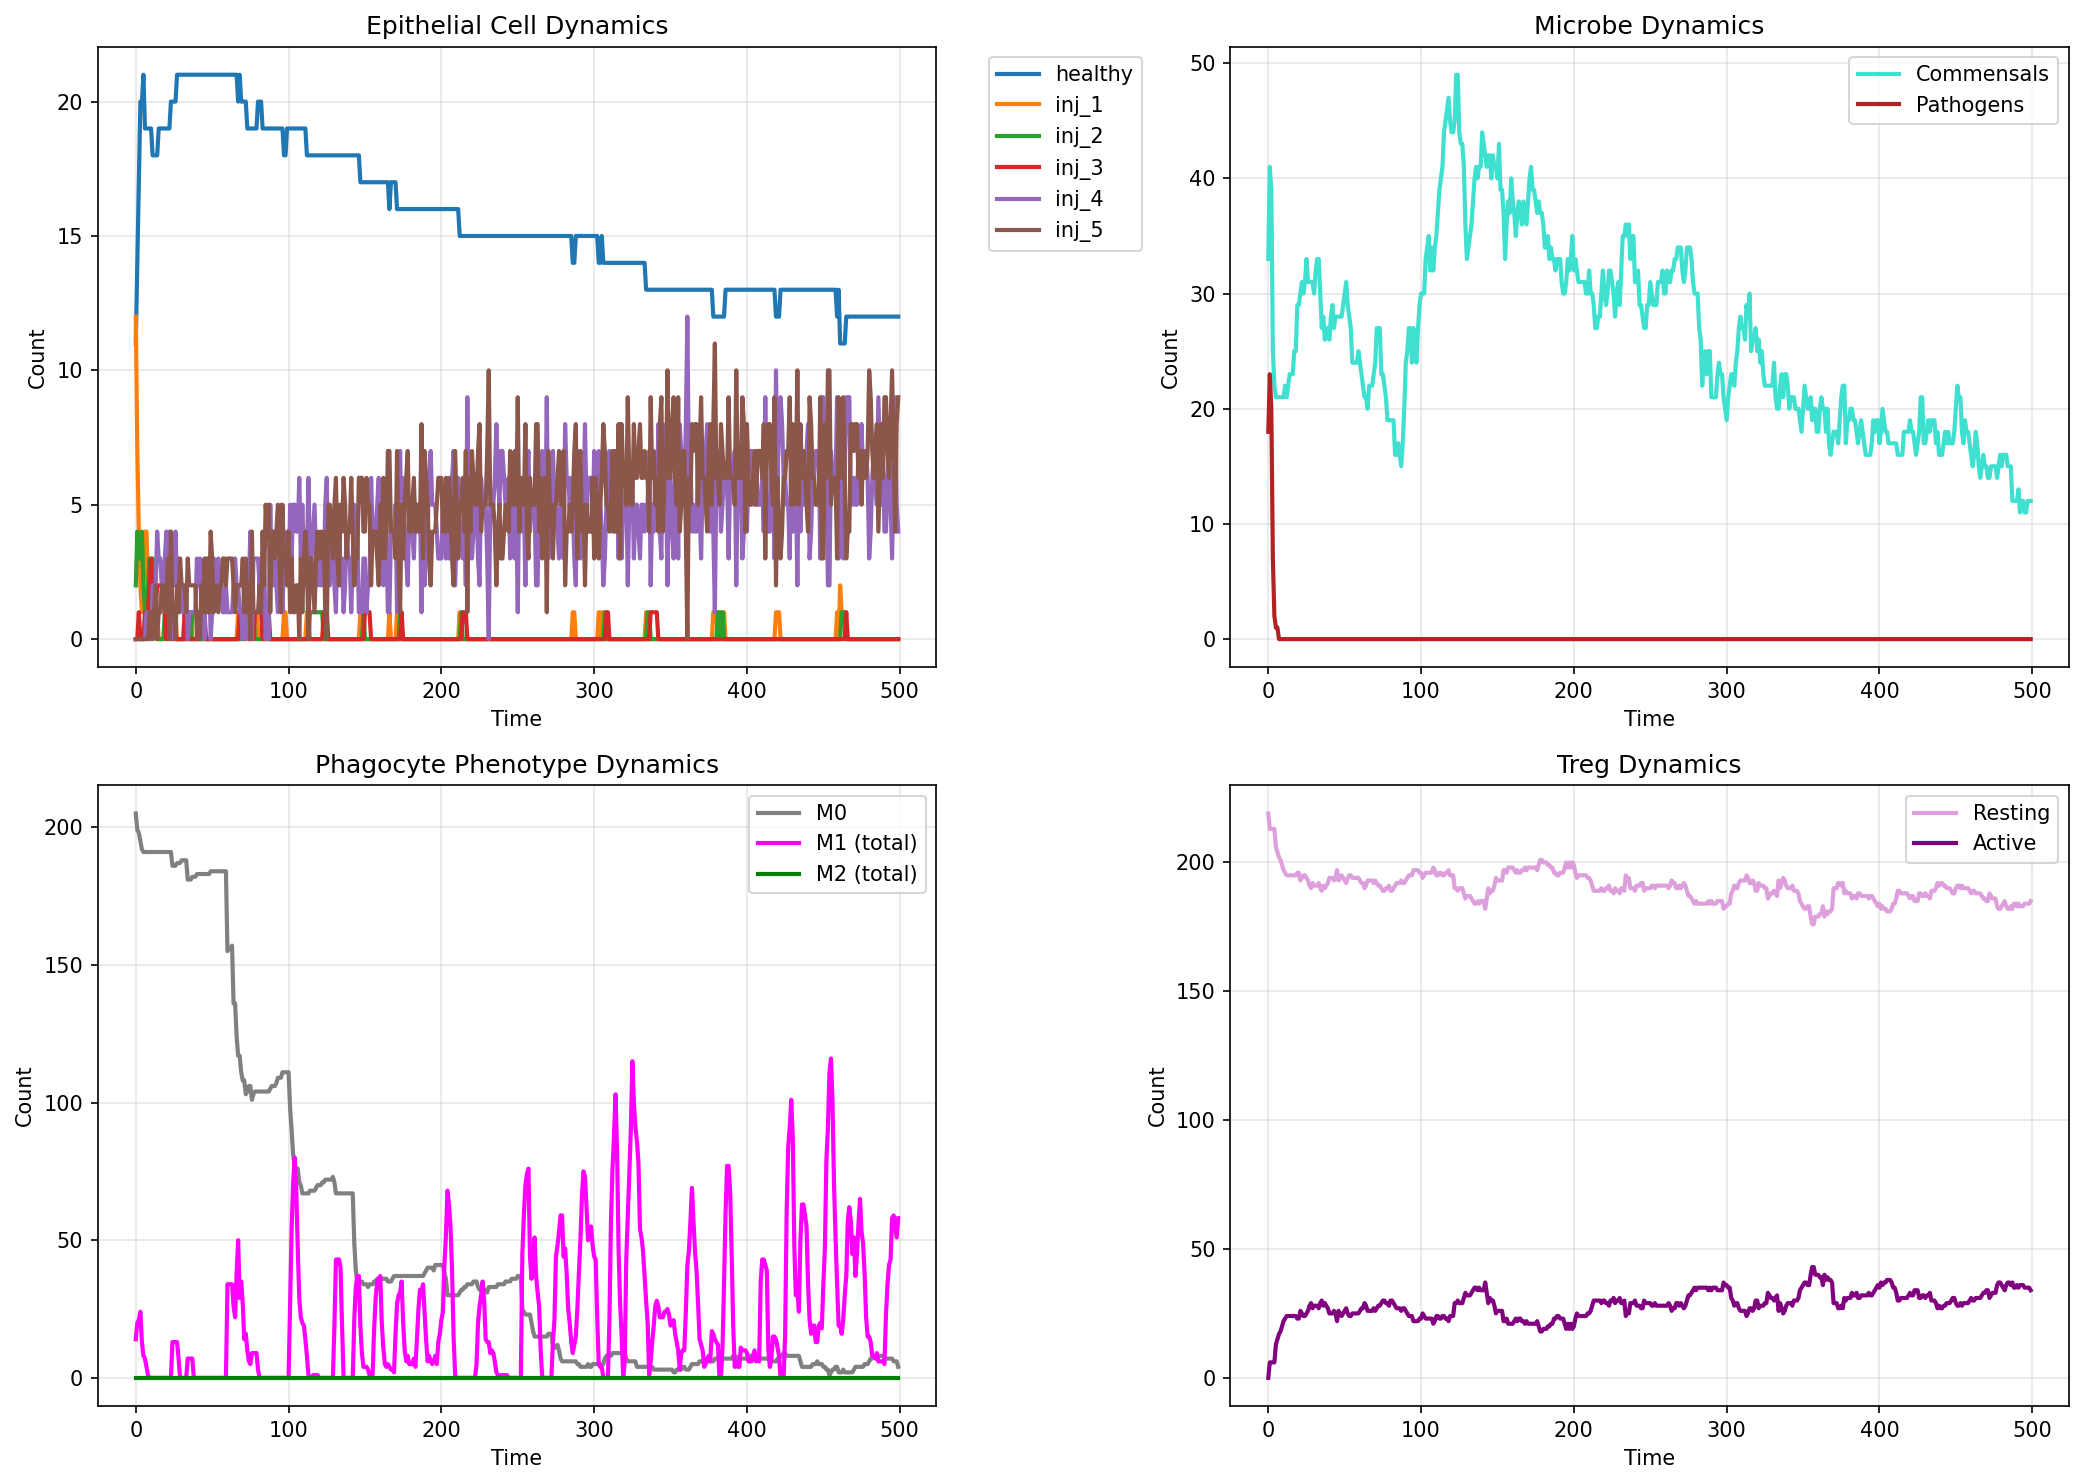 Epithelial Cell Dynamics
Count
20
15
10
5
0
0 100 200 300 400 500
Time
healthy
inj_1
inj_2
inj_3
inj_4
inj_5
Microbe Dynamics
Count
50
40
30
20
10
0
0 100 200 300 400 500
Time
Commensals
Pathogens
Phagocyte Phenotype Dynamics
Count
200
150
100
50
0
0 100 200 300 400 500
Time
M0
M1 (total)
M2 (total)
Treg Dynamics
Count
200
150
100
50
0
0 100 200 300 400 500
Time
Resting
Active